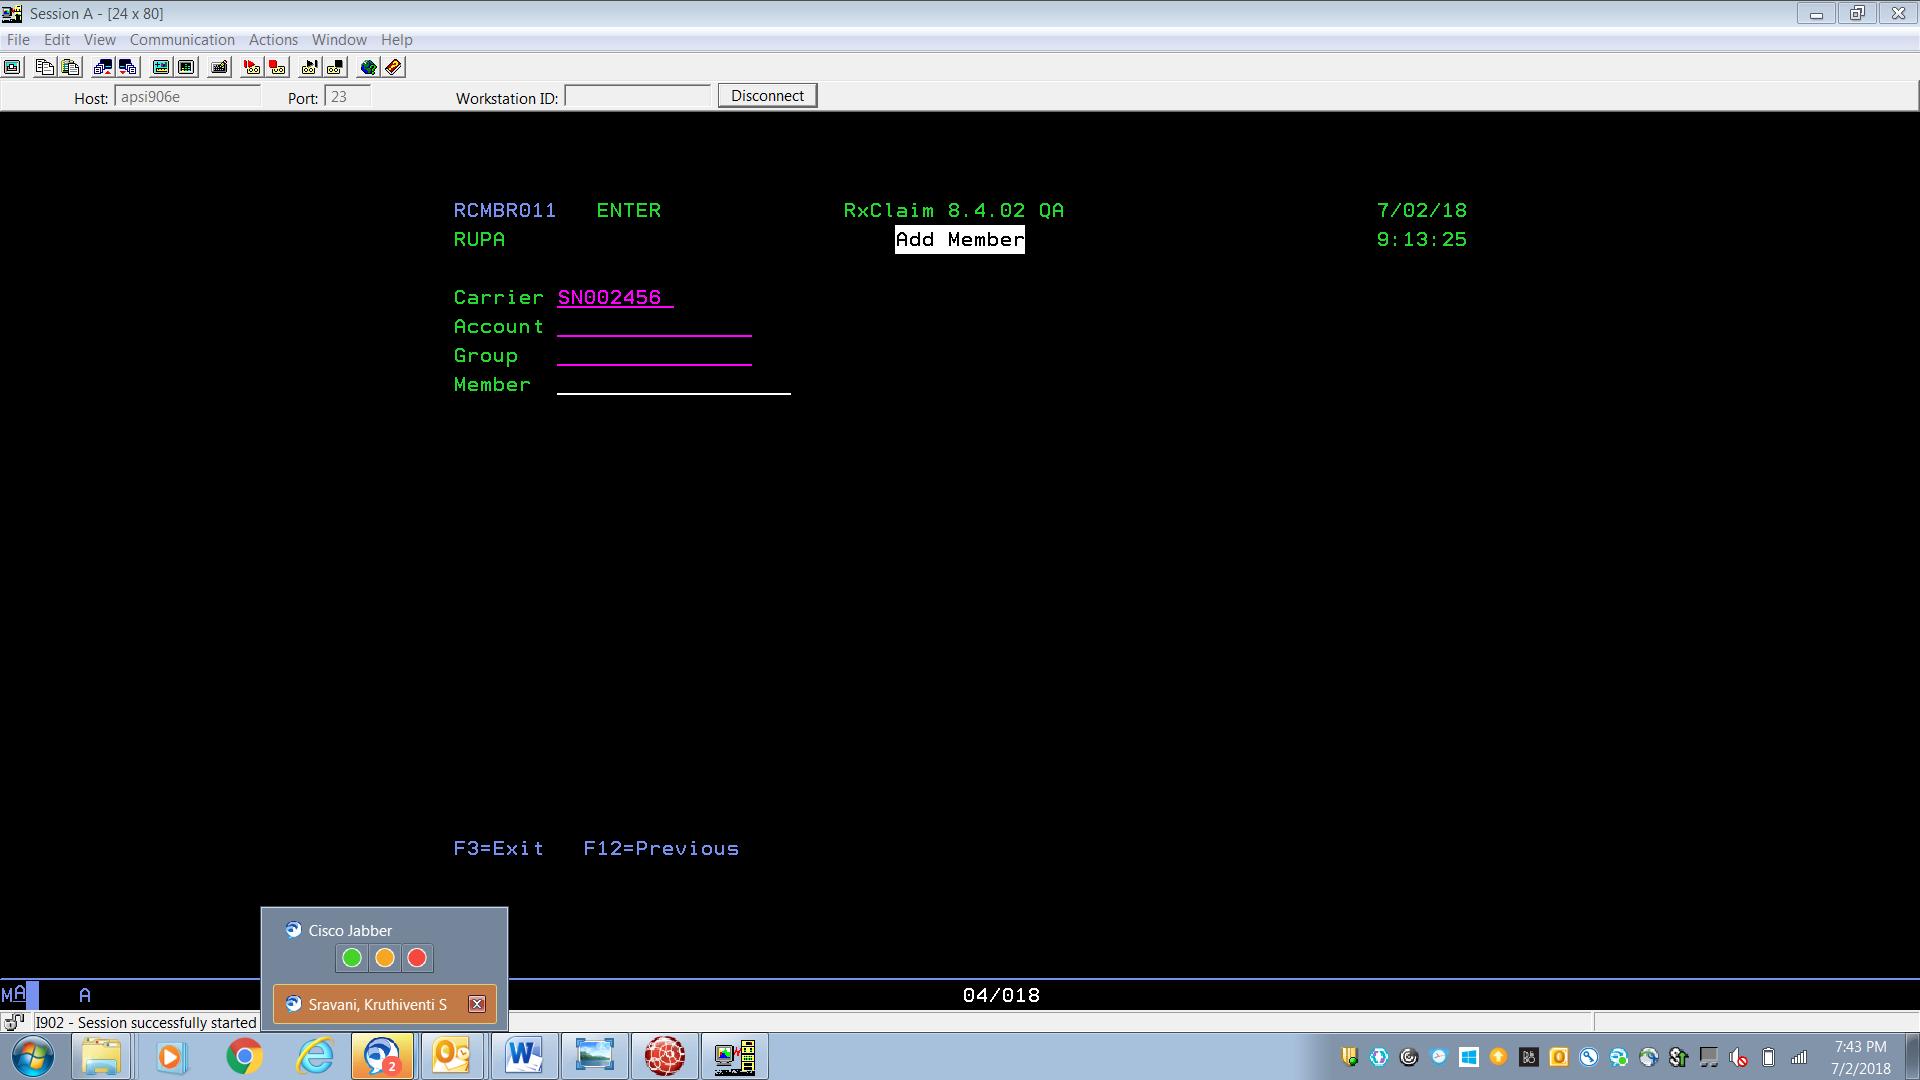 Session A - [24 x 80]
File Edit View Communication Actions Window Help
Host: apsi906e Port: 23 Workstation ID: Disconnect
RCMBR011 ENTER RxClaim 8.4.02 QA 7/02/18
RUPA Add Member 9:13:25
Carrier SN002456
Account
Group
Member
F3=Exit F12=Previous
Cisco Jabber
MA A 04/018
Sravani, Kruthiventi S
I902 - Session successfully started
2
7:43 PM
7/2/2018